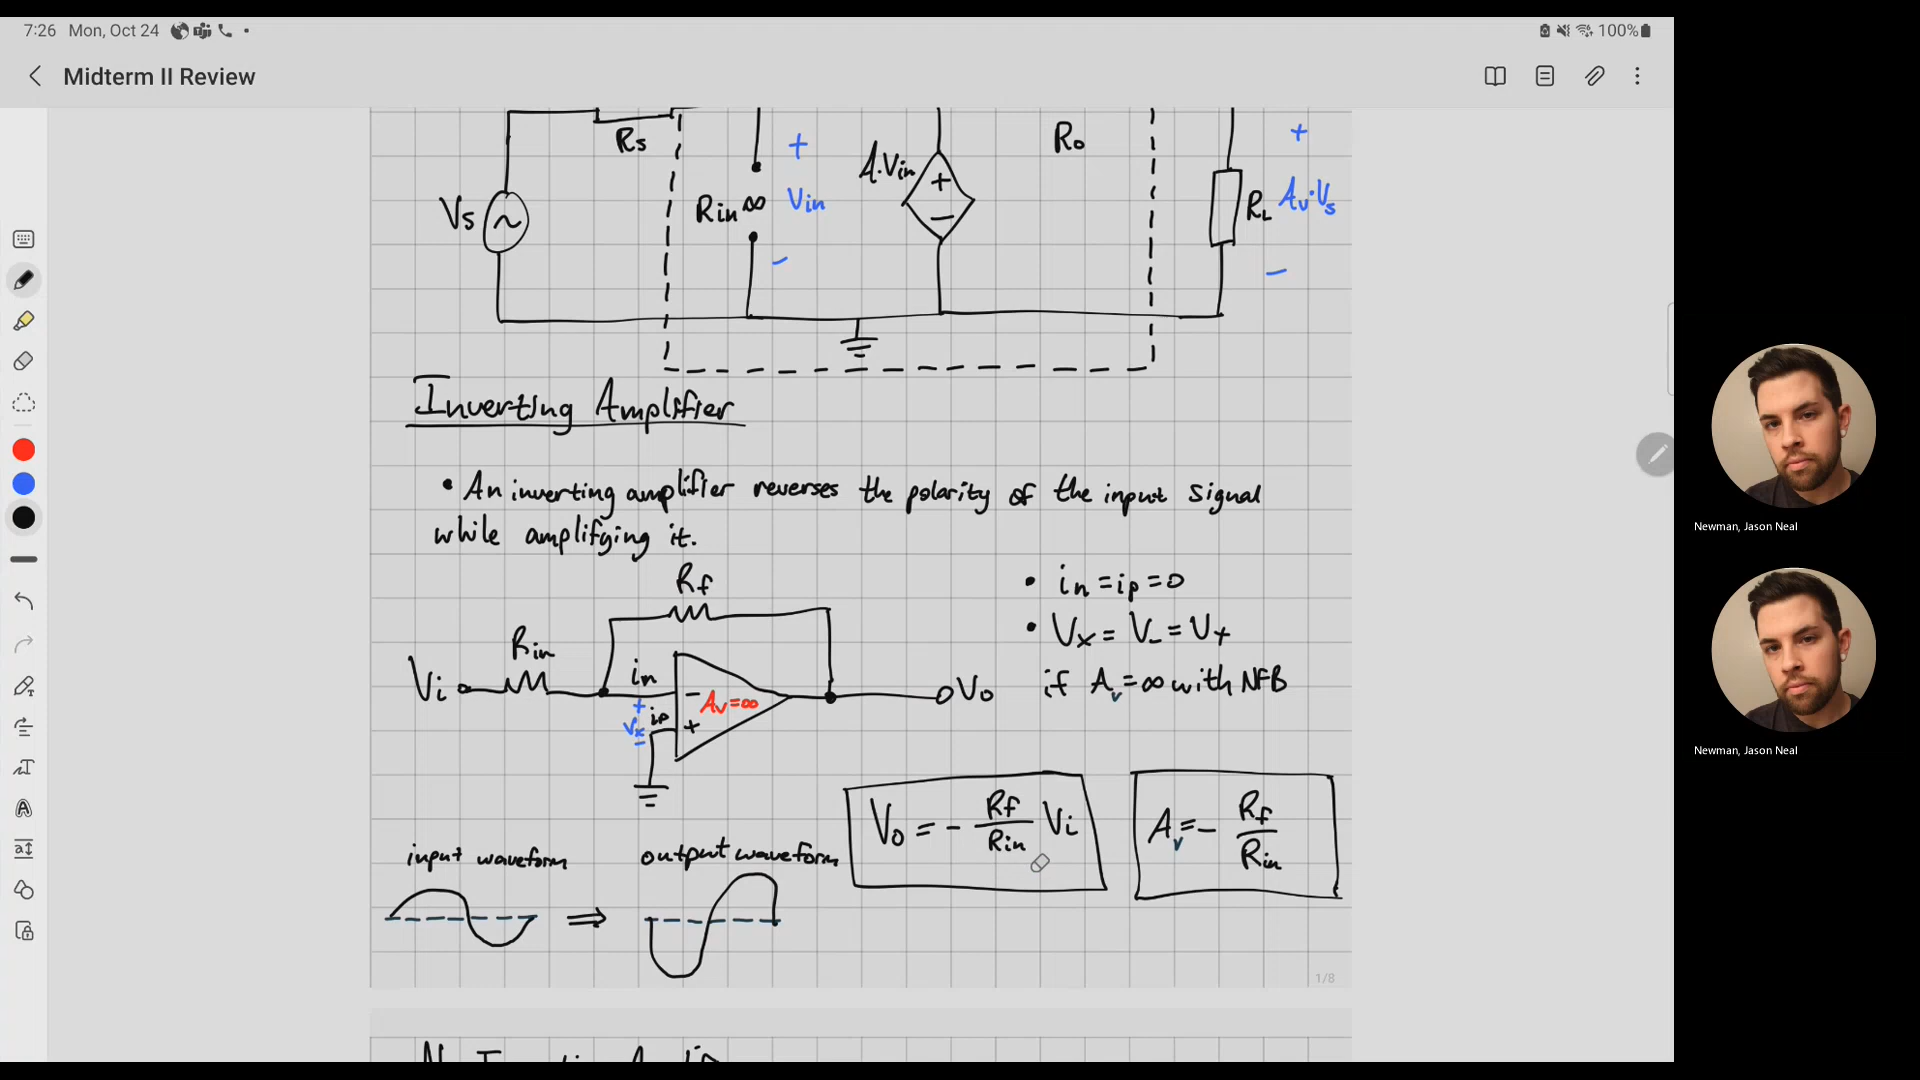 7:26 Mon, Oct 24
100%
Midterm II Review
Rs
Vs
Rin ∞
+
Vin
−
A·Vin
+
−
Ro
RL
+
Av·Vs
−
Inverting Amplifier
• An inverting amplifier reverses the polarity of the input signal
while amplifying it.
Rf
Rin
Vi
in
+
Vx
−
ip
−
+
Av=∞
Vo
• in = ip = 0
• Vx = V- = V+
if Av = ∞ with NFB
Vo = - Rf/Rin Vi
Av = - Rf/Rin
input waveform
⇒
output waveform
1/8
Newman, Jason Neal
Newman, Jason Neal